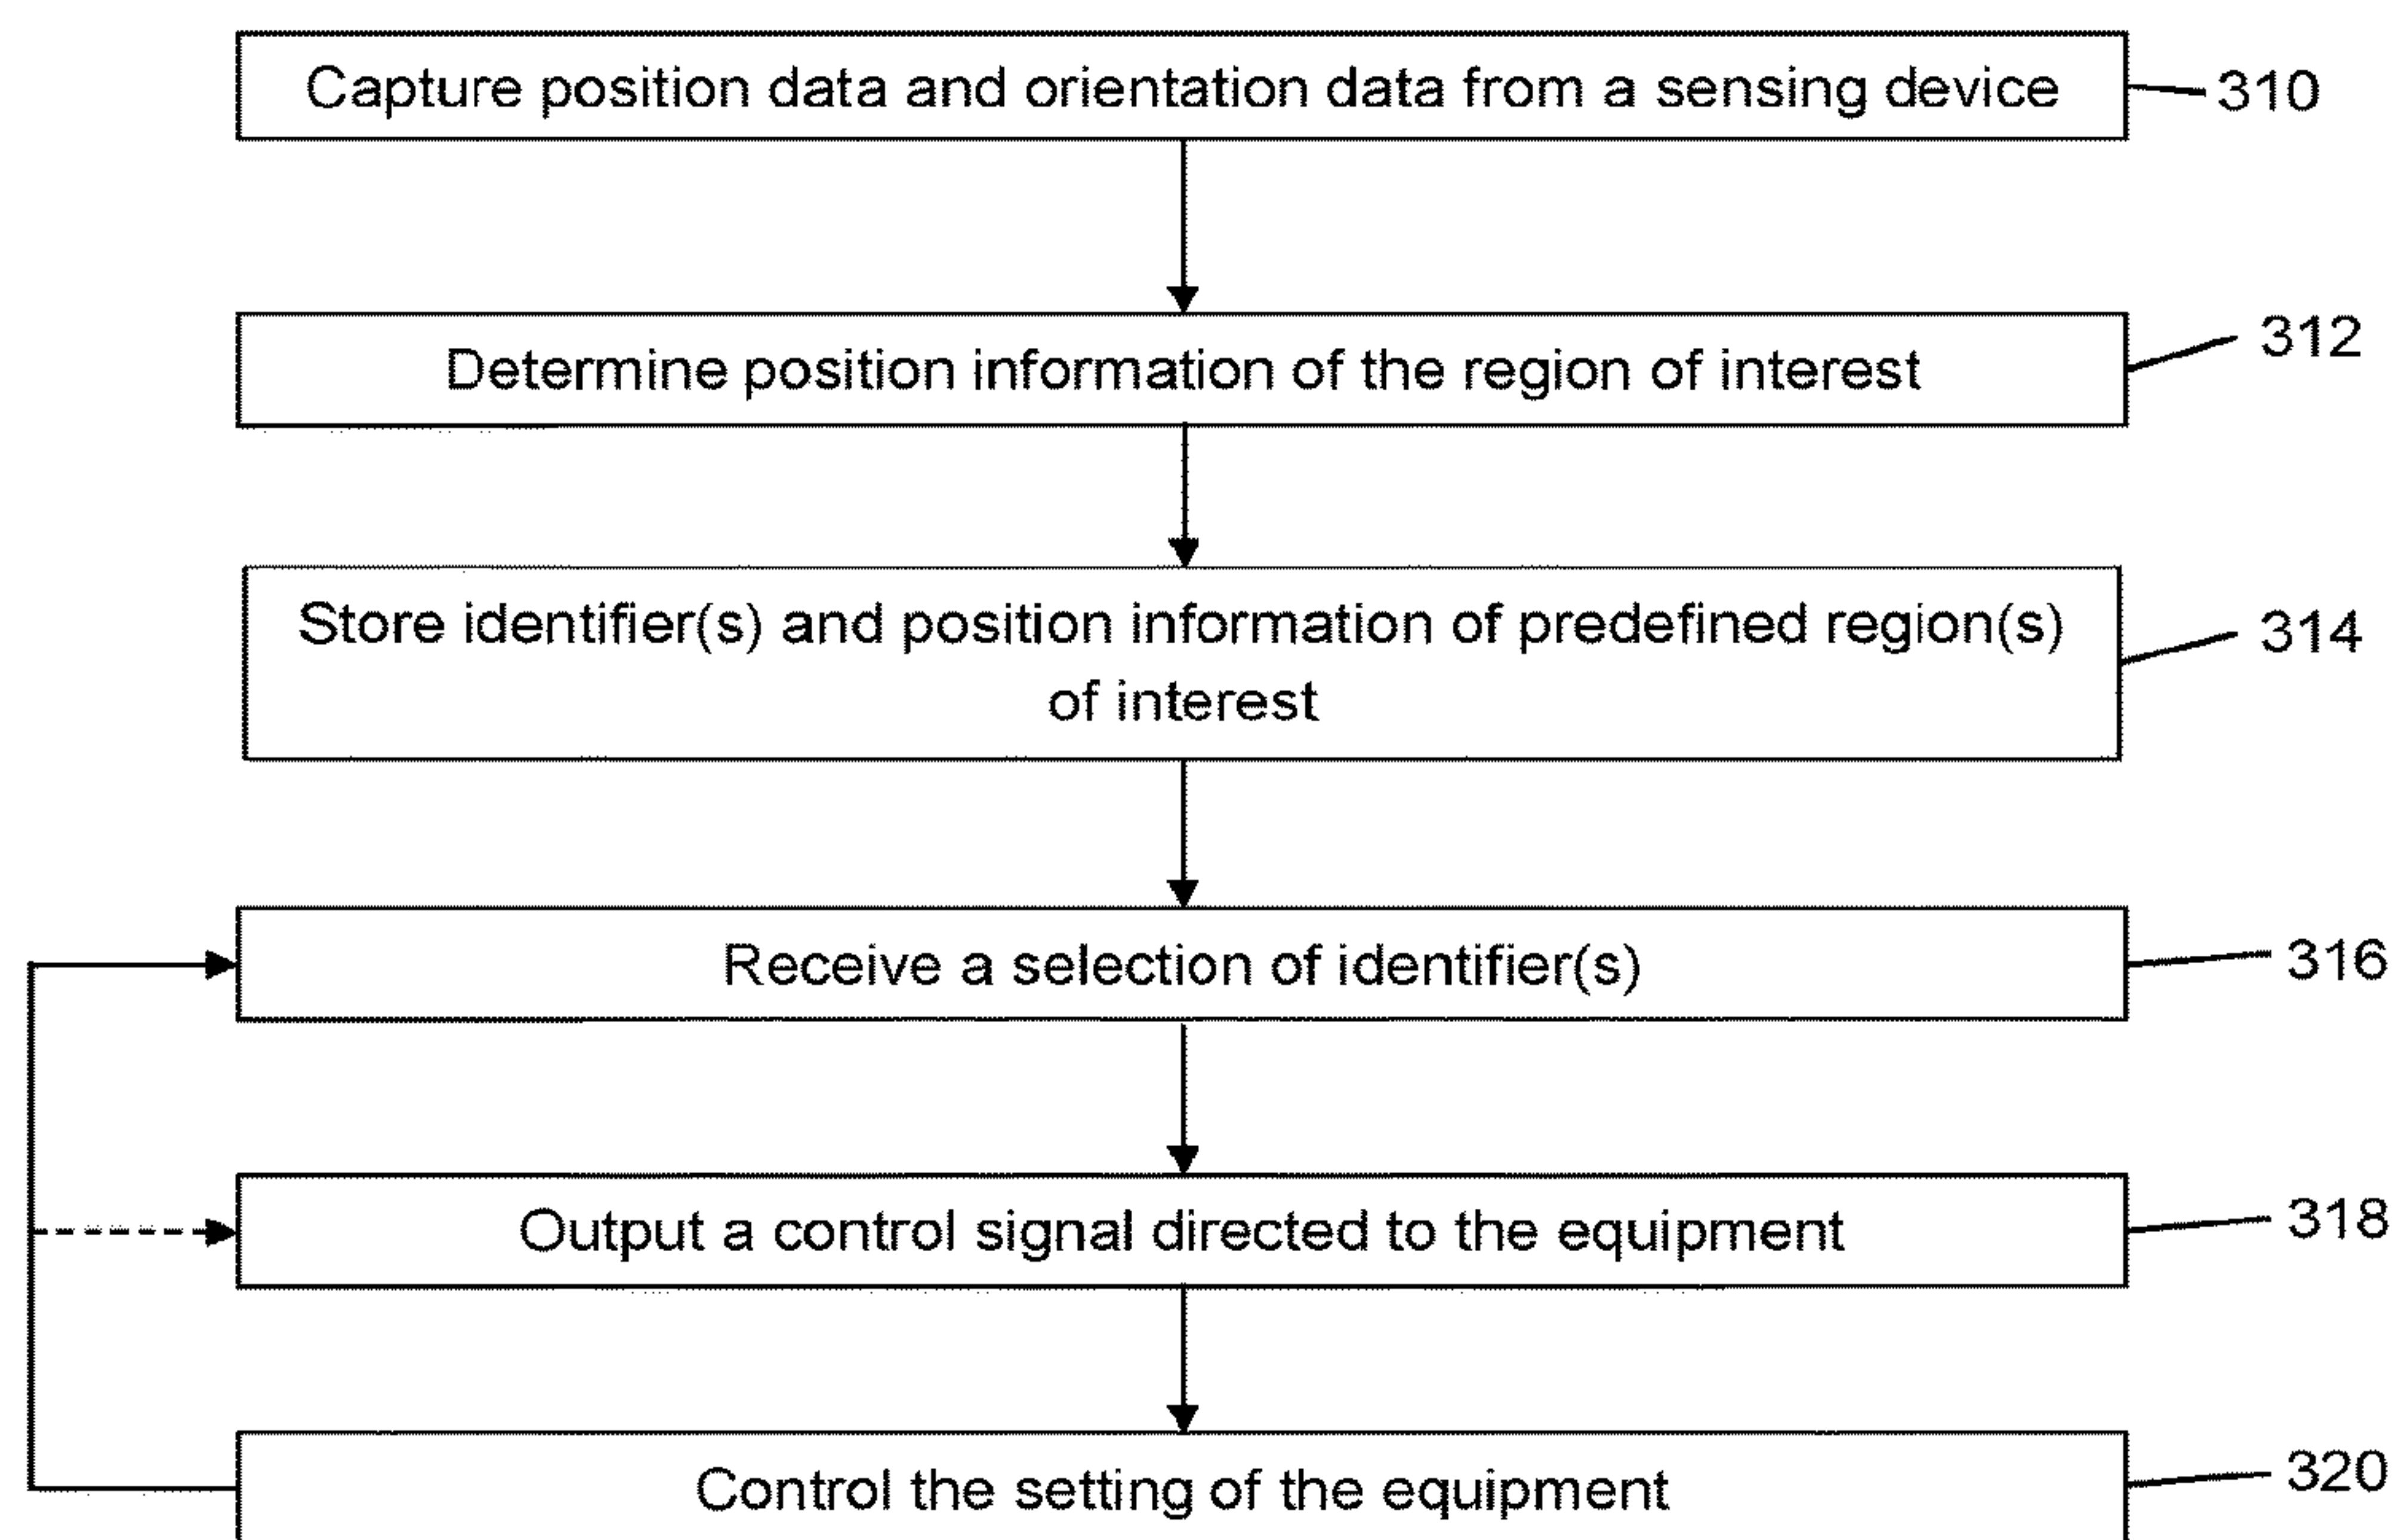 Capture position data and orientation data from a sensing device
310
Determine position information of the region of interest
312
Store identifier(s) and position information of predefined region(s)
of interest
314
Receive a selection of identifier(s)
316
Output a control signal directed to the equipment
318
Control the setting of the equipment
320